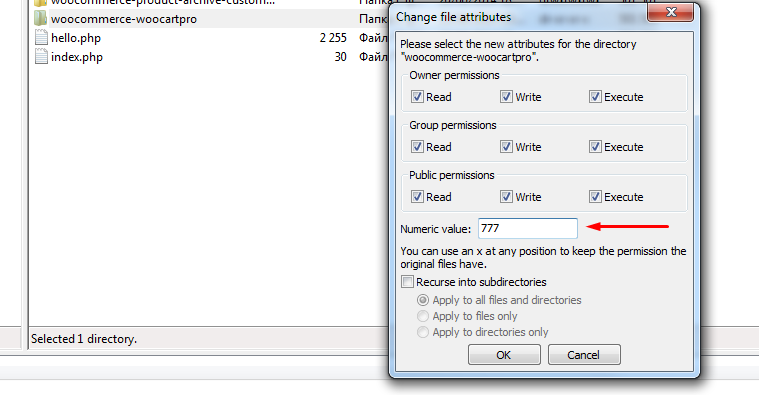 woocommerce-product-archive-custom...
Change file attributes
woocommerce-woocartpro
Папка
hello.php
2 255
Файл
index.php
30
Файл
Please select the new attributes for the directory
"woocommerce-woocartpro".
Owner permissions
Read
Write
Execute
Group permissions
Read
Write
Execute
Public permissions
Read
Write
Execute
Numeric value:
777
You can use an x at any position to keep the permission the
original files have.
Recurse into subdirectories
Apply to all files and directories
Apply to files only
Apply to directories only
Selected 1 directory.
OK
Cancel